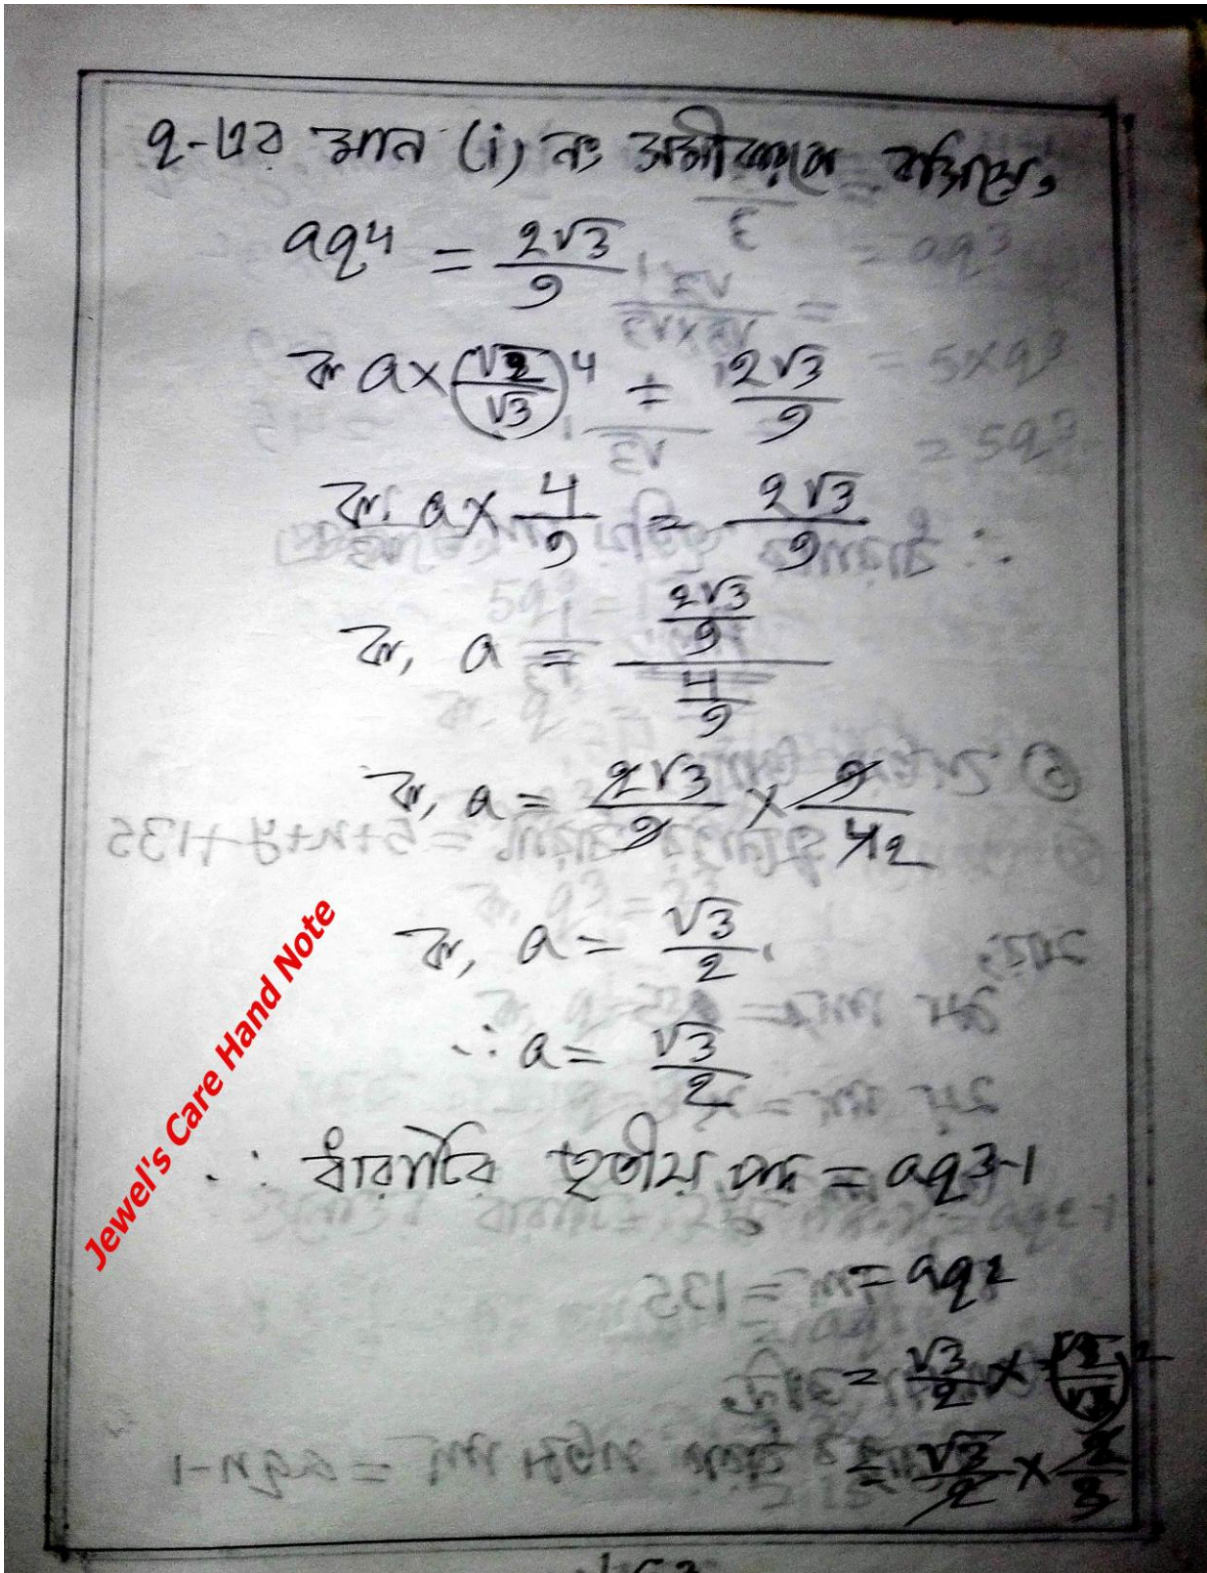 q-এর মান (i) নং সমীকরণে বসিয়ে,
aq4 = 2√3/9
বা a×(√2/√3)4 = 2√3/9
বা, a×4/9 = 2√3/9
বা, a = (2√3/9)/(4/9)
বা, a = 2√3/9 × 9/4 2
বা, a = √3/2
∴ a = √3/2
∴ ধারাটির তৃতীয় পদ = aq3-1
= aq2
= √3/2 × (√2/√3)2
= √3/2 × 2/3
Jewel's Care Hand Note